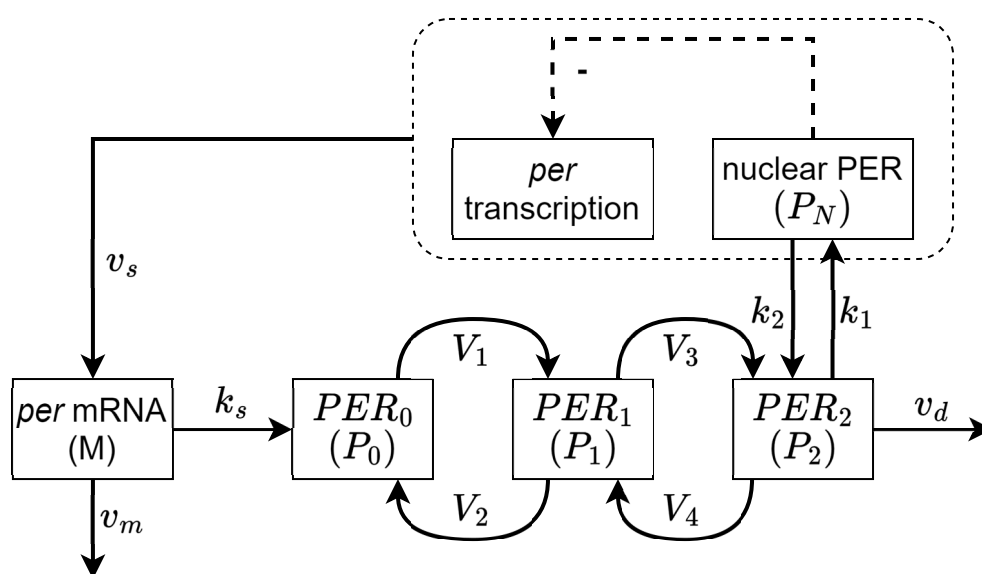 -
per
transcription
nuclear PER
(P_N)
v_s
k_2
k_1
V_1
V_3
per mRNA
(M)
k_s
PER_0
(P_0)
PER_1
(P_1)
PER_2
(P_2)
v_d
v_m
V_2
V_4